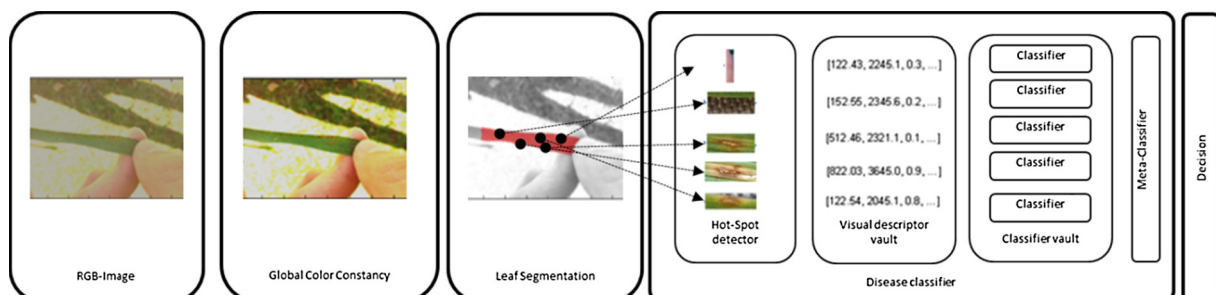 RGB-Image
Global Color Constancy
Leaf Segmentation
Hot-Spot
detector
[122.43, 2245.1, 0.3, ...]
[152.55, 2345.6, 0.2, ...]
[512.46, 2321.1, 0.1, ...]
[822.03, 3645.0, 0.9, ...]
[122.54, 2045.1, 0.8, ...]
Visual descriptor
vault
Classifier
Classifier
Classifier
Classifier
Classifier
Classifier vault
Disease classifier
Meta-Classifier
Decision